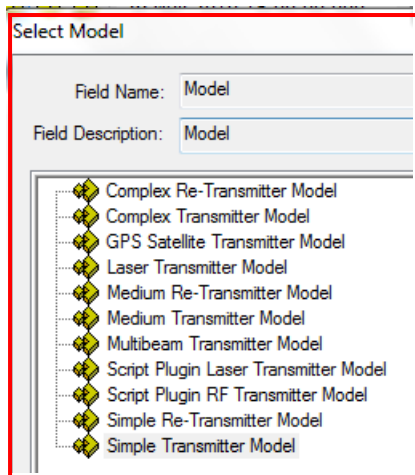 Select Model
Field Name: Model
Field Description: Model
Complex Re-Transmitter Model
Complex Transmitter Model
GPS Satellite Transmitter Model
Laser Transmitter Model
Medium Re-Transmitter Model
Medium Transmitter Model
Multibeam Transmitter Model
Script Plugin Laser Transmitter Model
Script Plugin RF Transmitter Model
Simple Re-Transmitter Model
Simple Transmitter Model